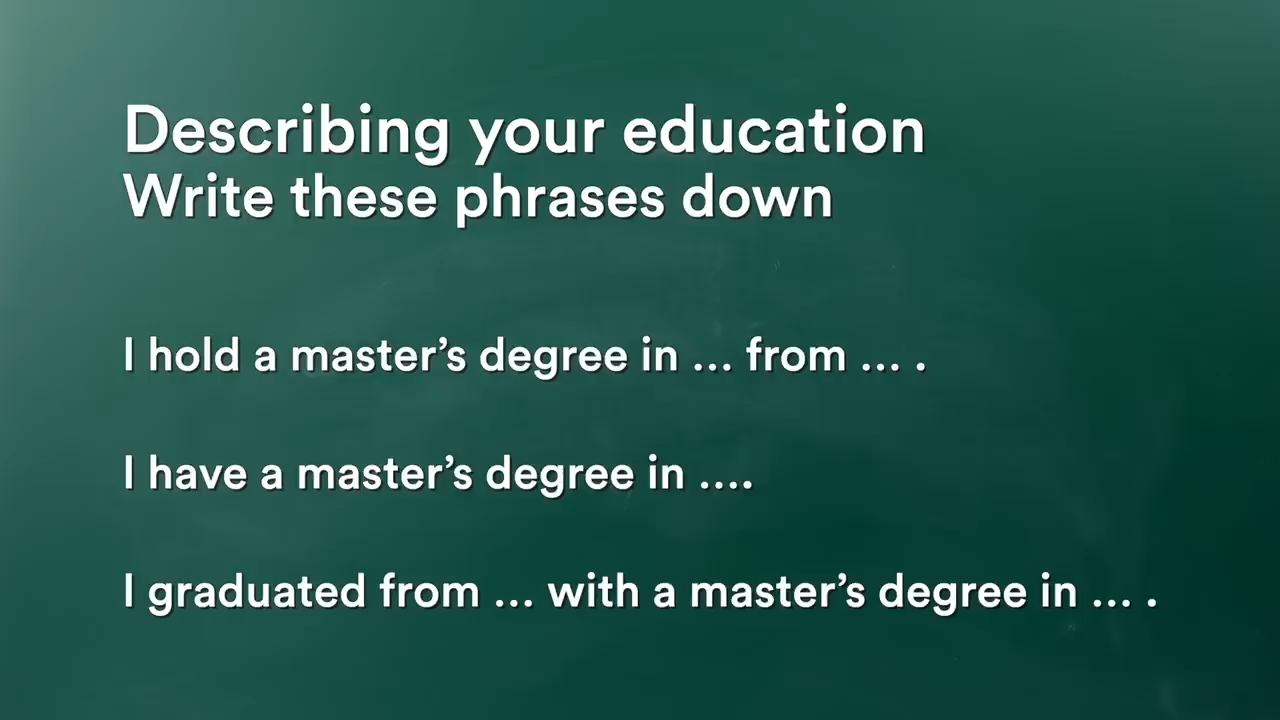 Describing your education
Write these phrases down
I hold a master’s degree in ... from ... .
I have a master’s degree in ....
I graduated from ... with a master’s degree in ... .